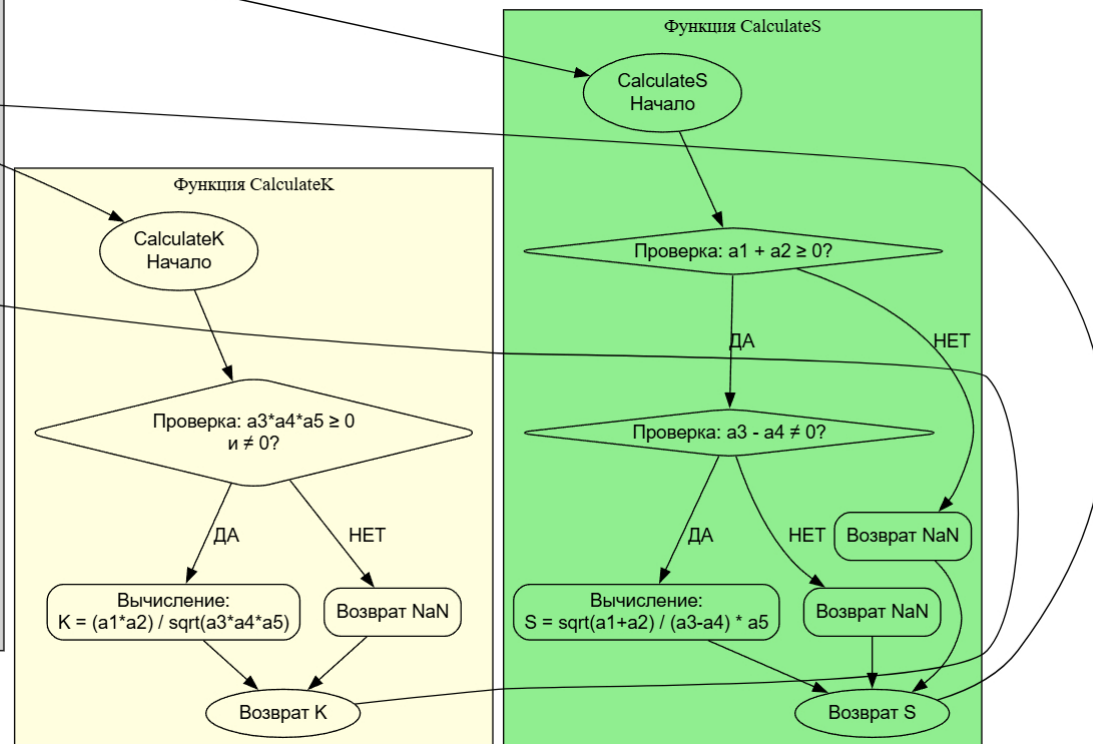 Функция CalculateS
CalculateS
Начало
Проверка: a1 + a2 ≥ 0?
ДА
НЕТ
Проверка: a3 - a4 ≠ 0?
ДА
НЕТ
Возврат NaN
Вычисление:
S = sqrt(a1+a2) / (a3-a4) * a5
Возврат NaN
Возврат S
Функция CalculateK
CalculateK
Начало
Проверка: a3*a4*a5 ≥ 0
и ≠ 0?
ДА
НЕТ
Вычисление:
K = (a1*a2) / sqrt(a3*a4*a5)
Возврат NaN
Возврат K